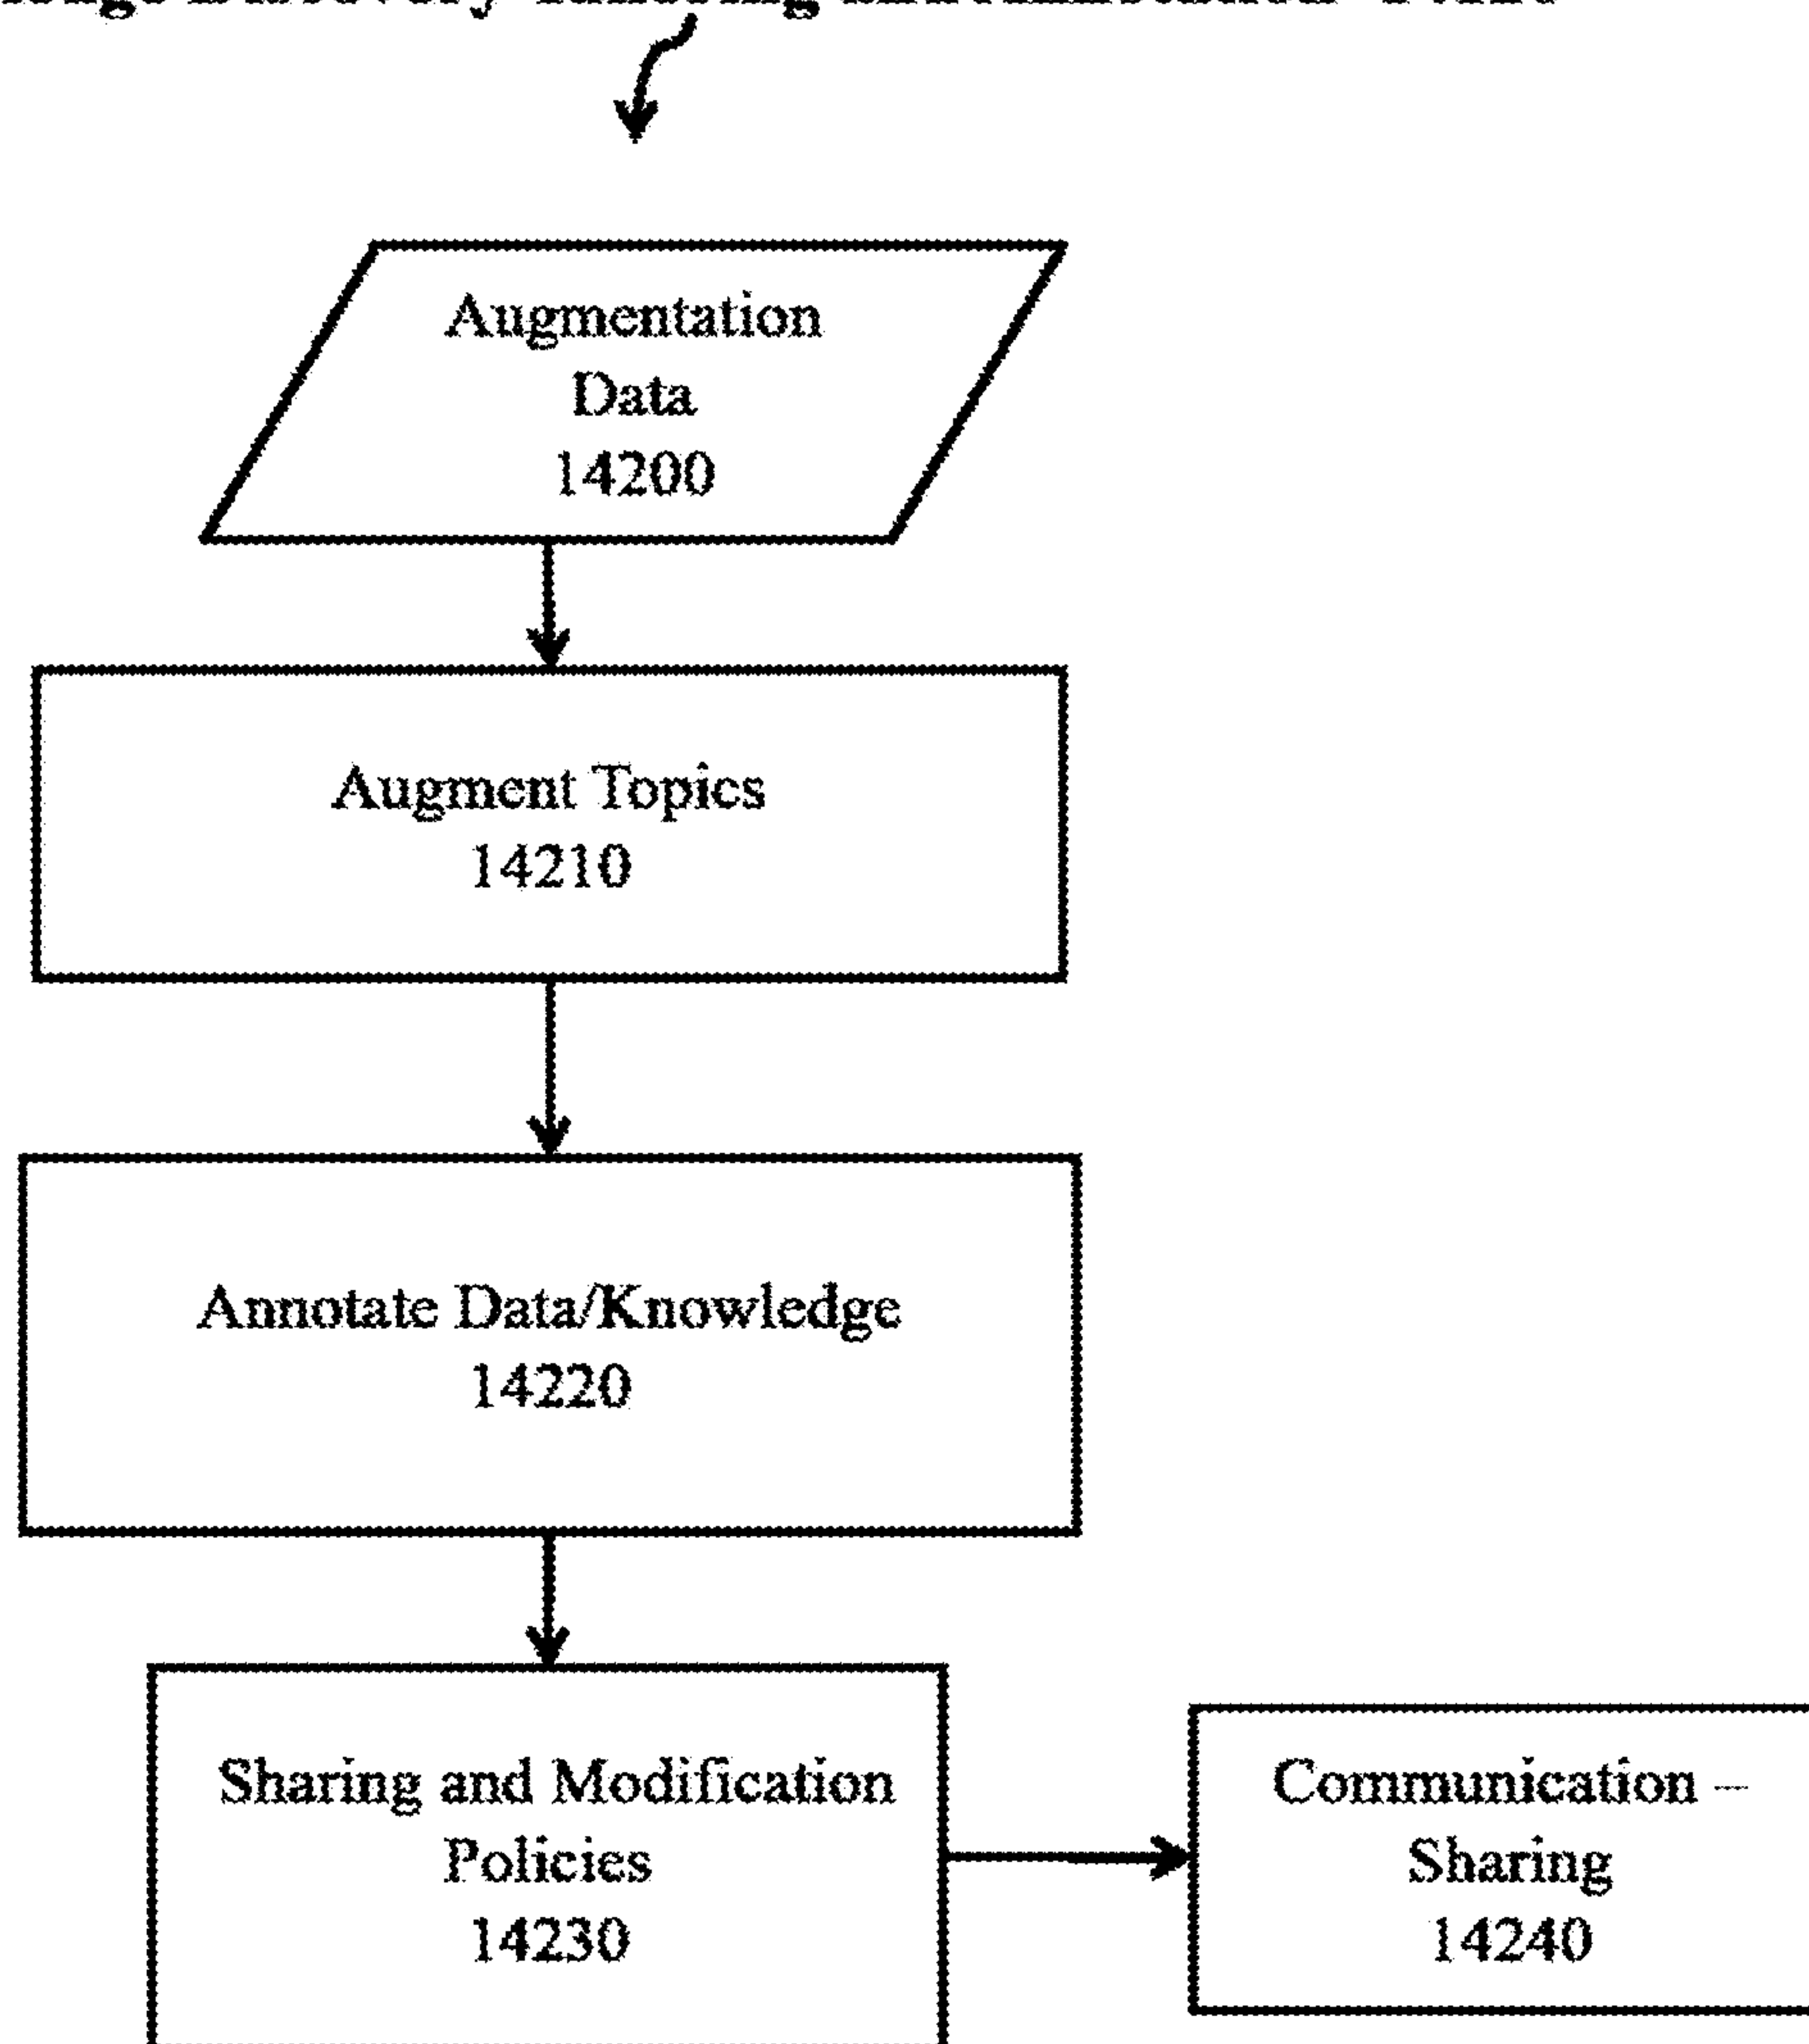 Augmentation
Data
14200
Augment Topics
14210
Annotate Data/Knowledge
14220
Sharing and Modification
Policies
14230
Communication –
Sharing
14240